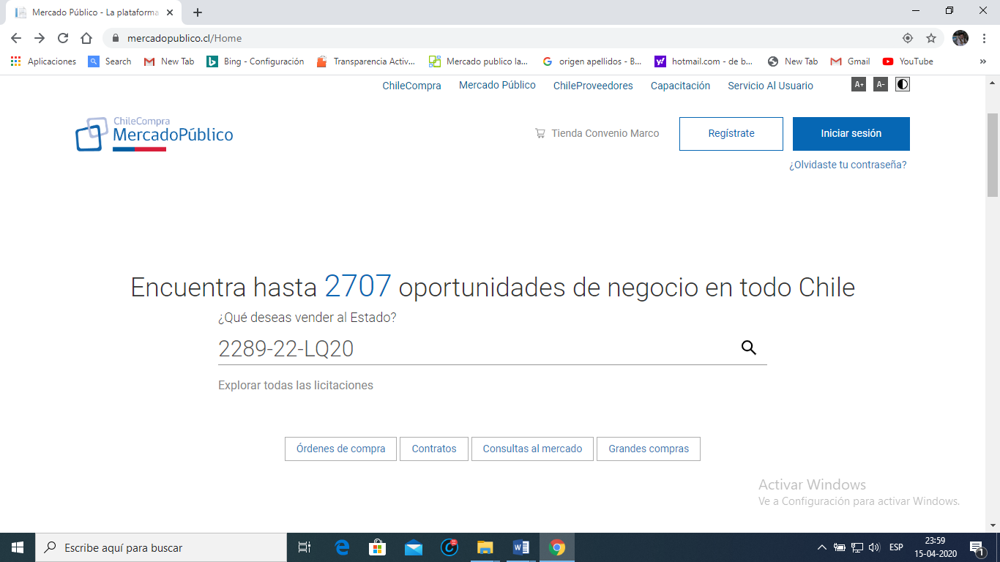 Mercado Público - La plataforma
mercadopublico.cl/Home
Aplicaciones Search New Tab Bing - Configuración Transparencia Activ... Mercado publico la... origen apellidos - B... hotmail.com - de b... New Tab Gmail YouTube »
ChileCompra Mercado Público ChileProveedores Capacitación Servicio Al Usuario A+ A-
ChileCompra
MercadoPúblico
Tienda Convenio Marco Regístrate Iniciar sesión
¿Olvidaste tu contraseña?
Encuentra hasta 2707 oportunidades de negocio en todo Chile
¿Qué deseas vender al Estado?
2289-22-LQ20
Explorar todas las licitaciones
Órdenes de compra Contratos Consultas al mercado Grandes compras
Activar Windows
Ve a Configuración para activar Windows.
Escribe aquí para buscar
ESP
23:59
15-04-2020
1